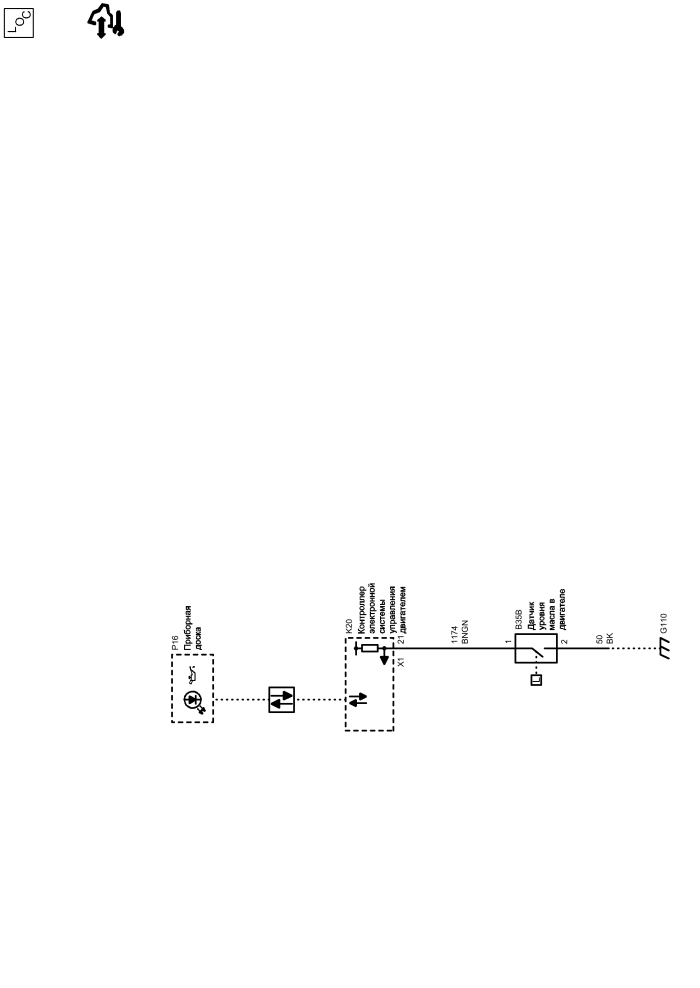 LOC
P16
Приборная
доска
K20
Контроллер
электронной
системы
управления
двигателем
21
X1
1174
BNGN
1
B35B
Датчик
уровня
масла в
двигателе
2
L
50
BK
G110